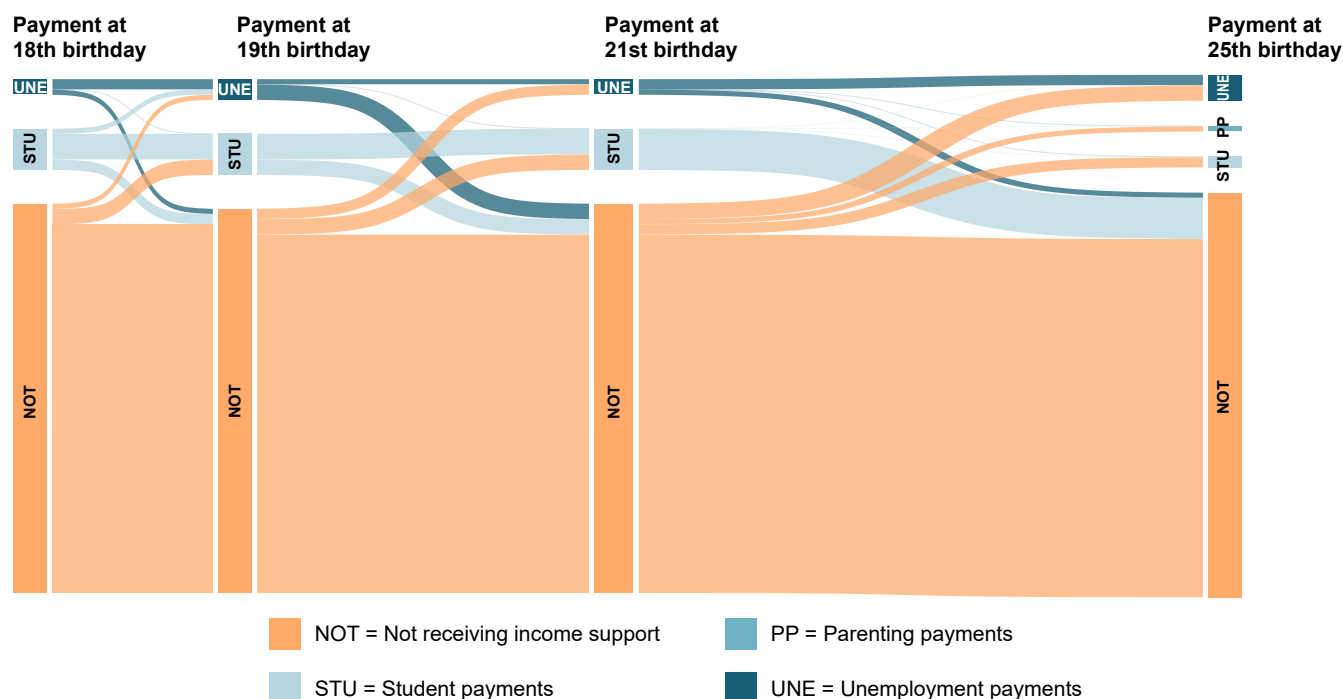 Payment at
18th birthday
Payment at
19th birthday
Payment at
21st birthday
Payment at
25th birthday
UNE
STU
NOT
UNE
STU
NOT
UNE
STU
NOT
UNE
PP
STU
NOT
NOT = Not receiving income support
PP = Parenting payments
STU = Student payments
UNE = Unemployment payments